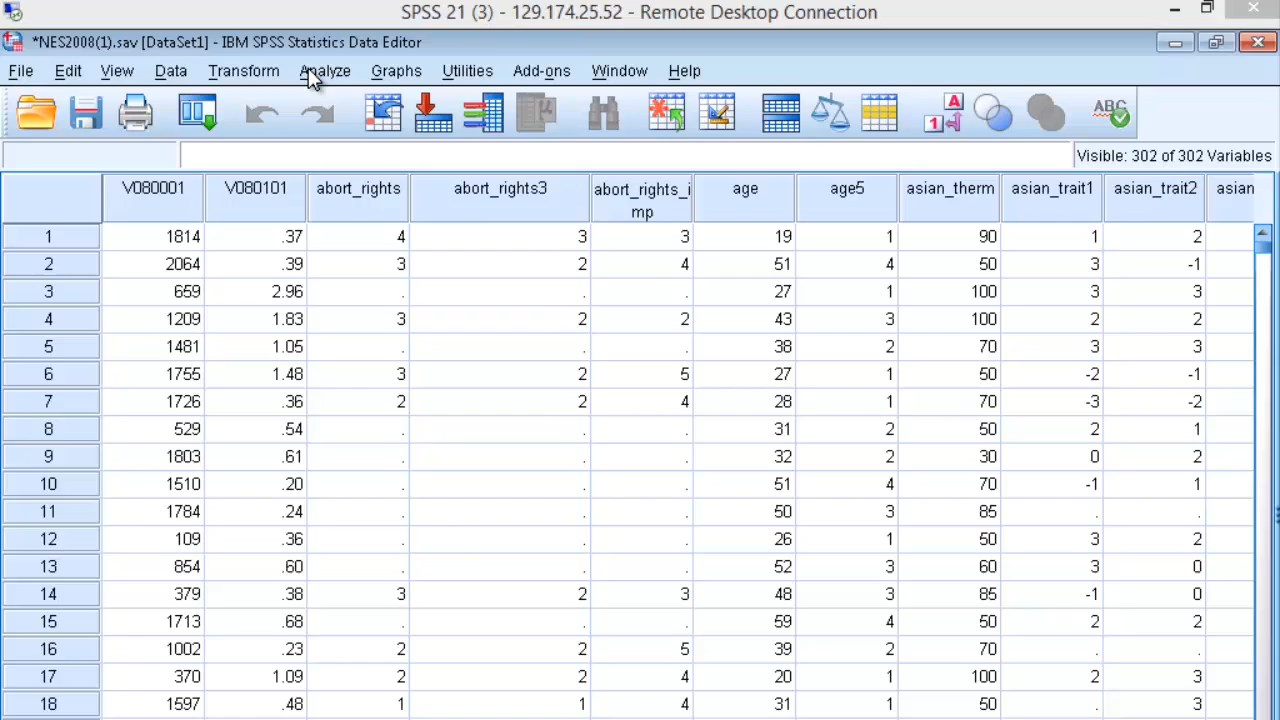 SPSS 21 (3) - 129.174.25.52 - Remote Desktop Connection
*NES2008(1).sav [DataSet1] - IBM SPSS Statistics Data Editor
File Edit View Data Transform Analyze Graphs Utilities Add-ons Window Help
A
1
ABC
Visible: 302 of 302 Variables
V080001 V080101 abort_rights abort_rights3 abort_rights_i age age5 asian_therm asian_trait1 asian_trait2 asian
mp
1 1814 .37 4 3 3 19 1 90 1 2
2 2064 .39 3 2 4 51 4 50 3 -1
3 659 2.96 . . . 27 1 100 3 3
4 1209 1.83 3 2 2 43 3 100 2 2
5 1481 1.05 . . . 38 2 70 3 3
6 1755 1.48 3 2 5 27 1 50 -2 -1
7 1726 .36 2 2 4 28 1 70 -3 -2
8 529 .54 . . . 31 2 50 2 1
9 1803 .61 . . . 32 2 30 0 2
10 1510 .20 . . . 51 4 70 -1 1
11 1784 .24 . . . 50 3 85 . .
12 109 .36 . . . 26 1 50 3 2
13 854 .60 . . . 52 3 60 3 0
14 379 .38 3 2 3 48 3 85 -1 0
15 1713 .68 . . . 59 4 50 2 2
16 1002 .23 2 2 5 39 2 70 . .
17 370 1.09 2 2 4 20 1 100 2 3
18 1597 .48 1 1 4 31 1 50 . 3